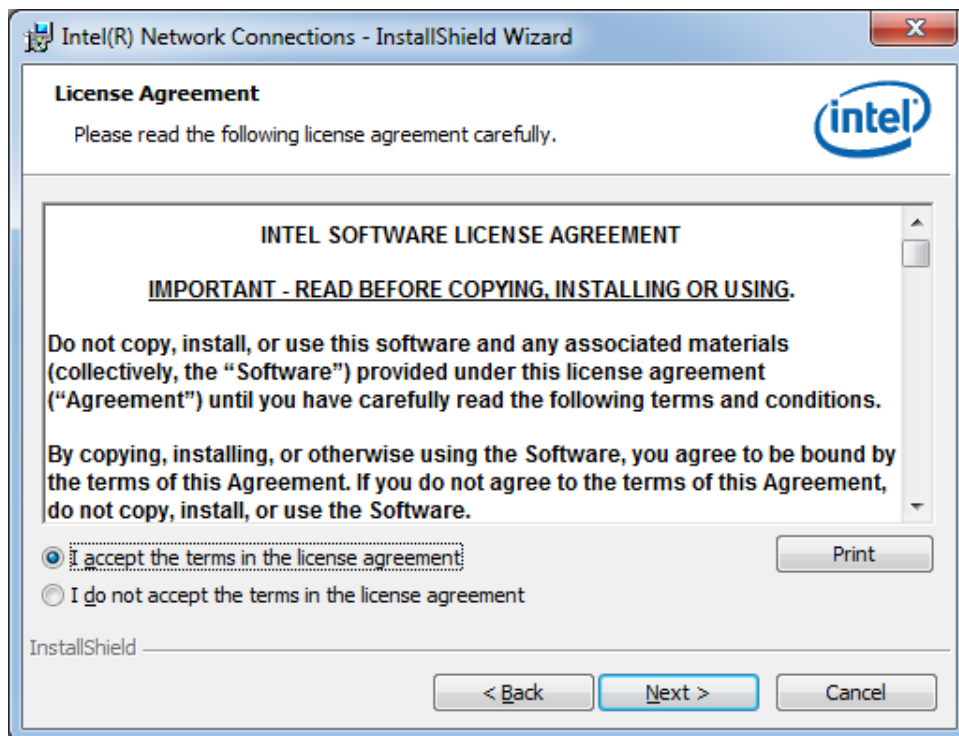 Intel(R) Network Connections - InstallShield Wizard
License Agreement
Please read the following license agreement carefully.
intel
INTEL SOFTWARE LICENSE AGREEMENT
IMPORTANT - READ BEFORE COPYING, INSTALLING OR USING.
Do not copy, install, or use this software and any associated materials
(collectively, the “Software”) provided under this license agreement
(“Agreement”) until you have carefully read the following terms and conditions.
By copying, installing, or otherwise using the Software, you agree to be bound by
the terms of this Agreement. If you do not agree to the terms of this Agreement,
do not copy, install, or use the Software.
I accept the terms in the license agreement
Print
I do not accept the terms in the license agreement
InstallShield
< Back
Next >
Cancel